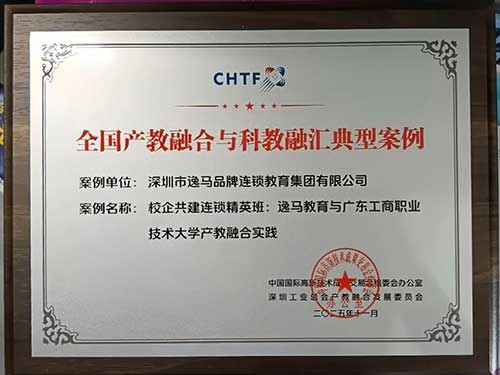 CHTF
全国产教融合与科教融汇典型案例
案例单位：深圳市逸马品牌连锁教育集团有限公司
案例名称：校企共建连锁精英班：逸马教育与广东工商职业
技术大学产教融合实践
中国国际高新技术成果交易会组委会办公室
深圳工业总会产教融合发展委员会
二〇二五年十一月